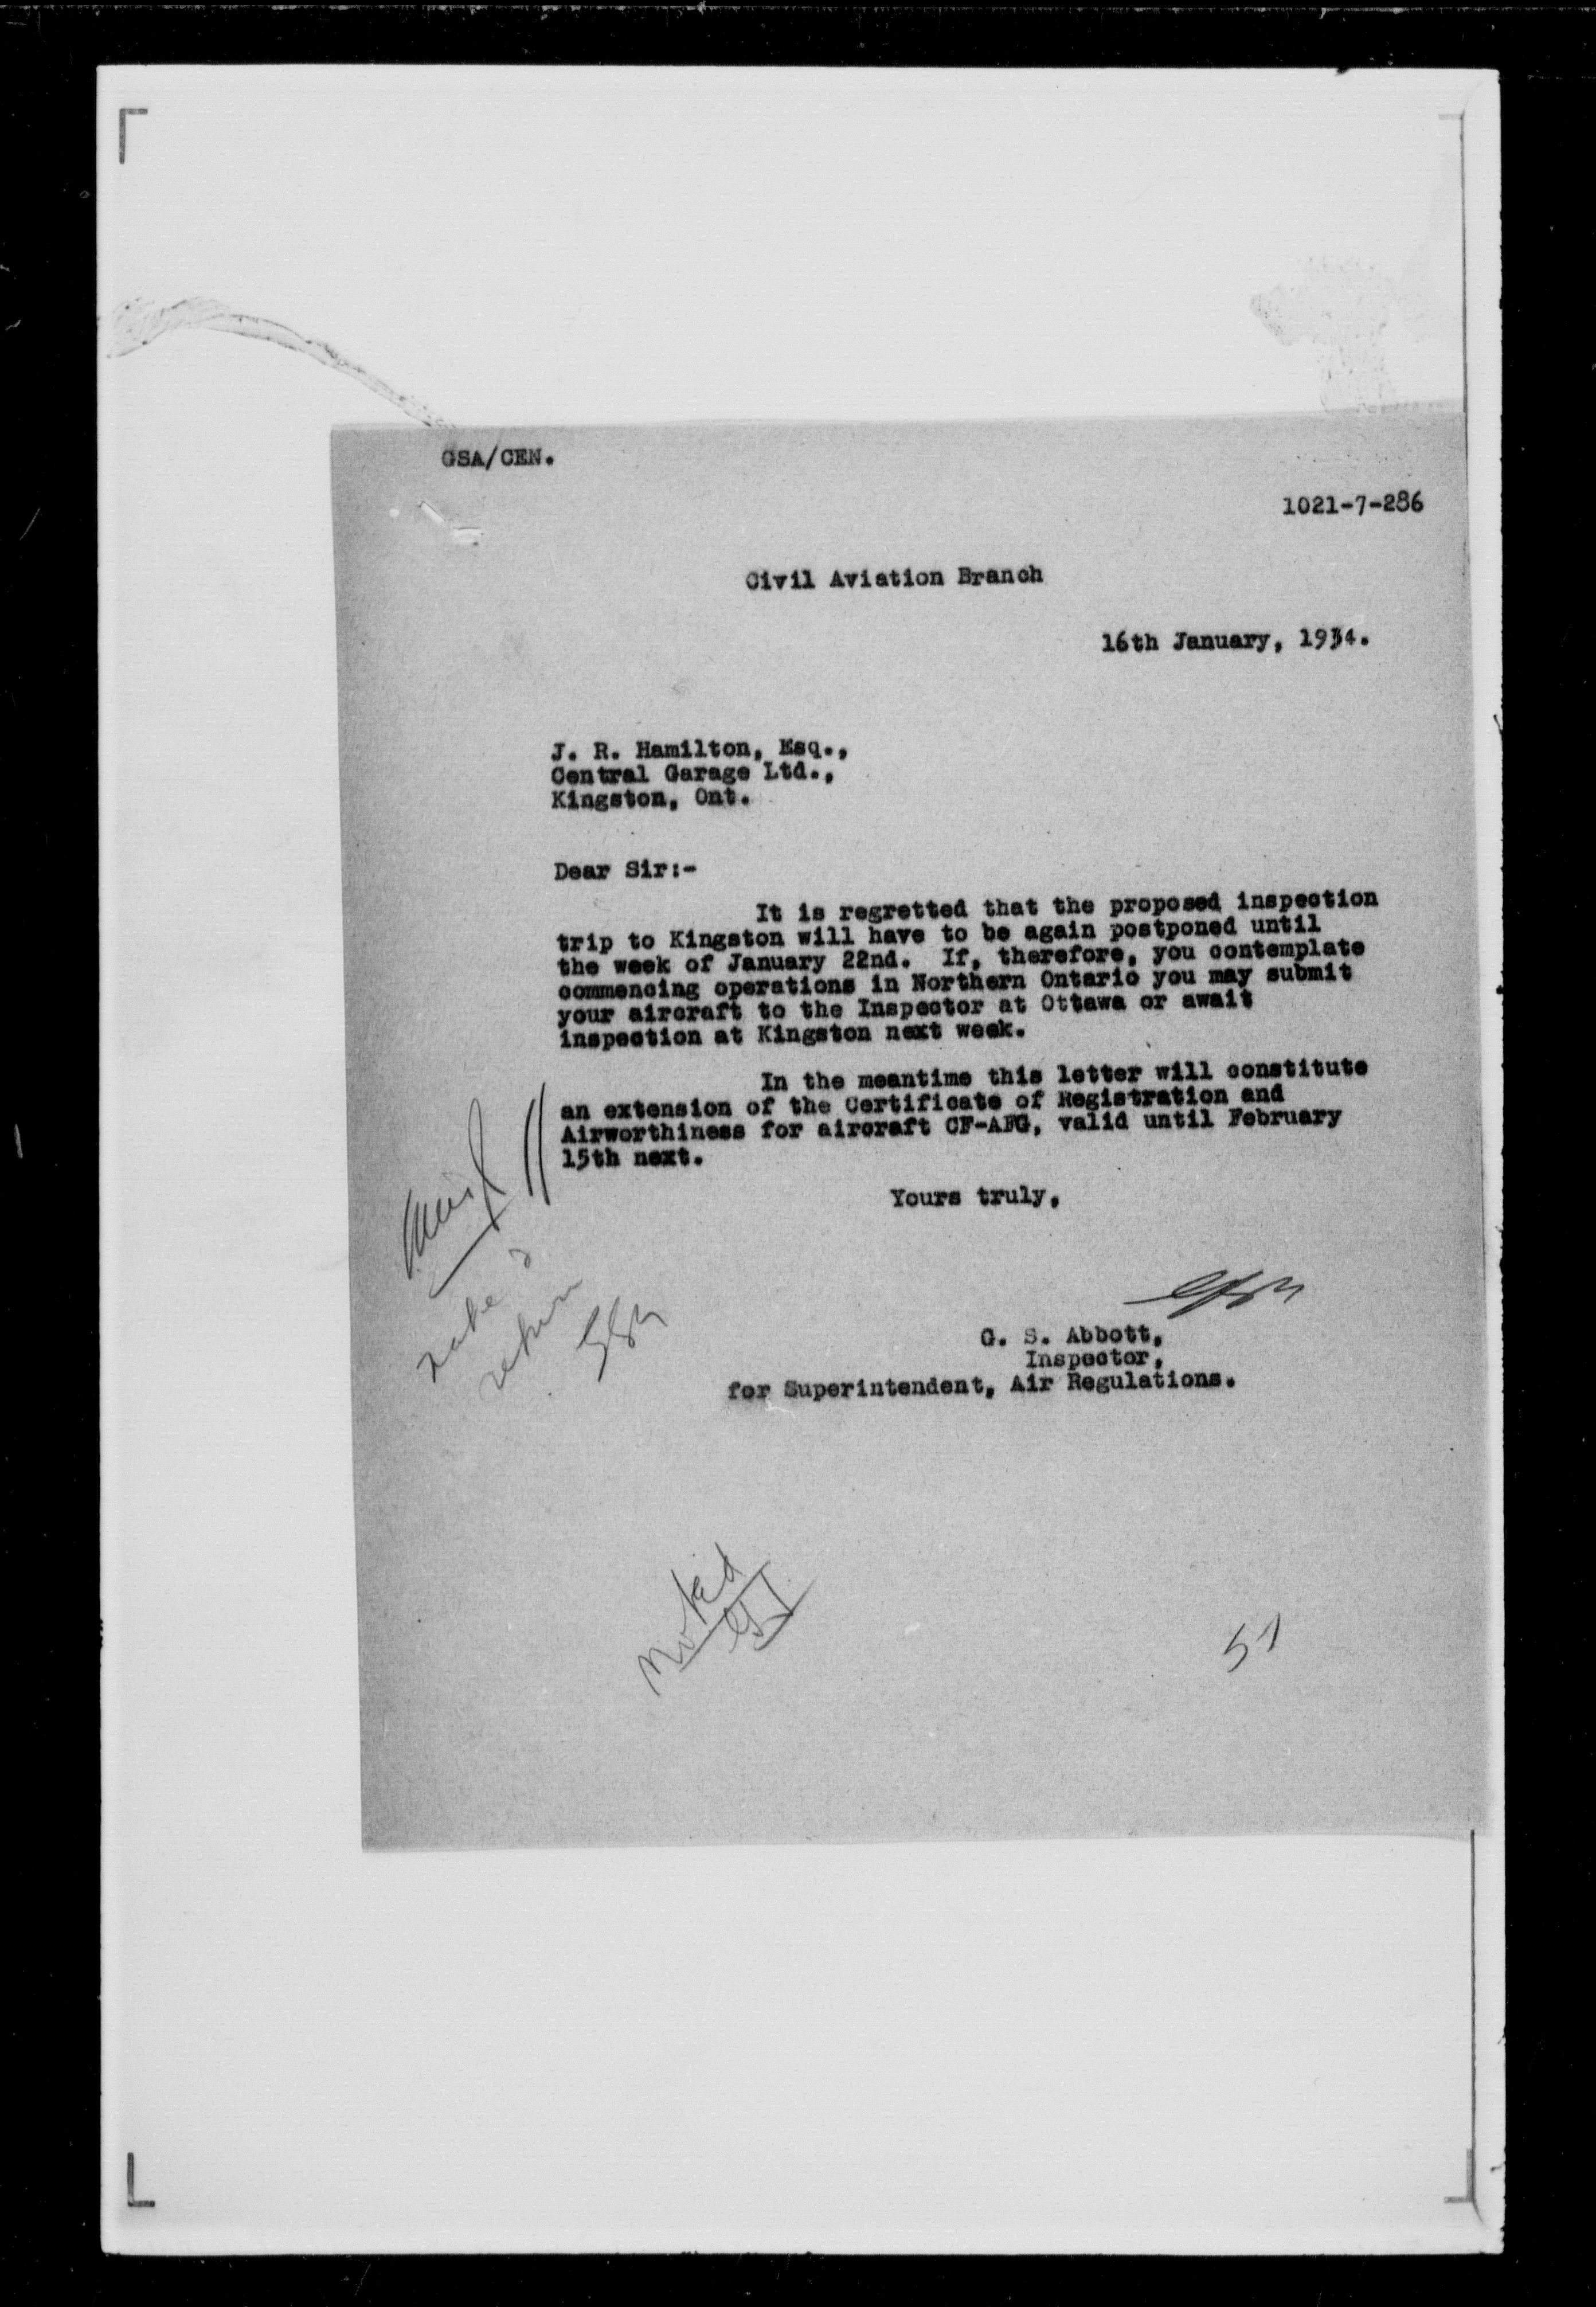 GSA/CEN.
1021-7-286
Civil Aviation Branch
16th January, 1934.
J. R. Hamilton, Esq.,
Central Garage Ltd.,
Kingston, Ont.
Dear Sir:-
It is regretted that the proposed inspection
trip to Kingston will have to be again postponed until
the week of January 22nd. If, therefore, you contemplate
commencing operations in Northern Ontario you may submit
your aircraft to the Inspector at Ottawa or await
inspection at Kingston next week.
In the meantime this letter will constitute
an extension of the Certificate of Registration and
Airworthiness for aircraft CF-AFG, valid until February
15th next.
Yours truly,
G. S. Abbott,
Inspector,
for Superintendent, Air Regulations.
note &
return
Noted
51